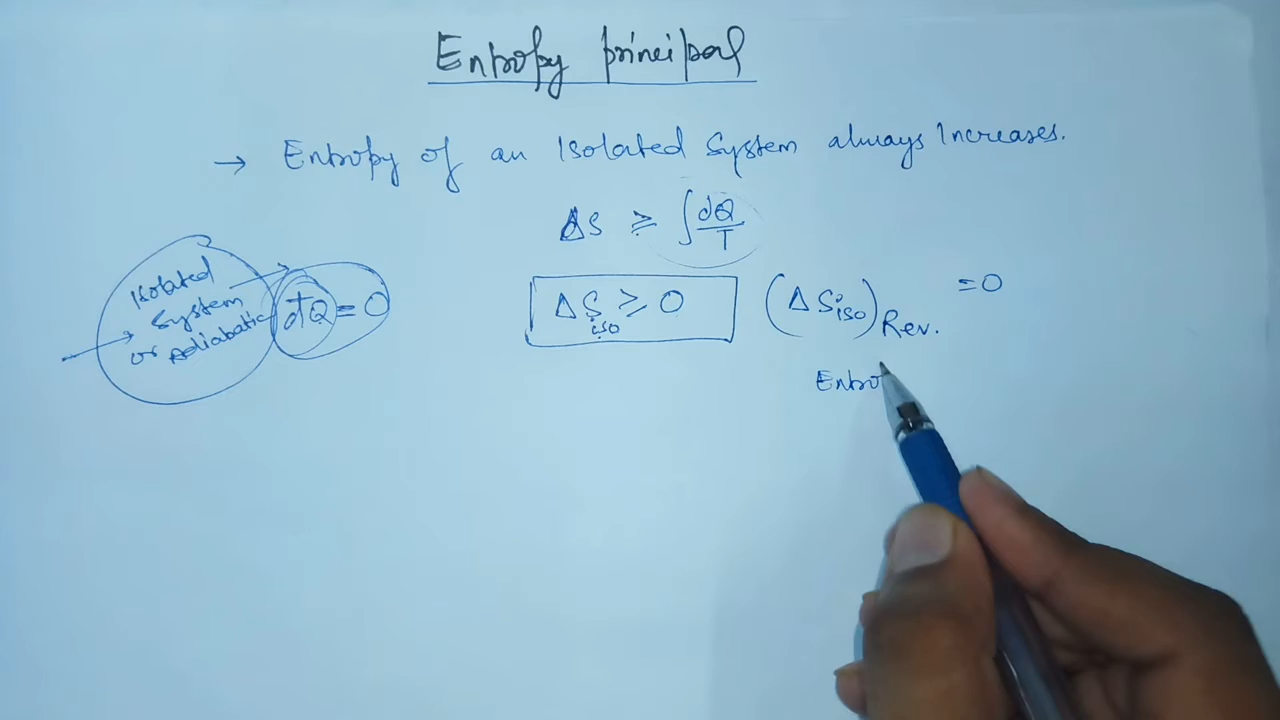 Entropy principal
→ Entropy of an Isolated System always Increases.
ΔS ≥ ∫dQ/T
Isolated
System
or Adiabatic
dQ = 0
ΔS_iso ≥ 0
(ΔS_iso)_Rev. = 0
Entro